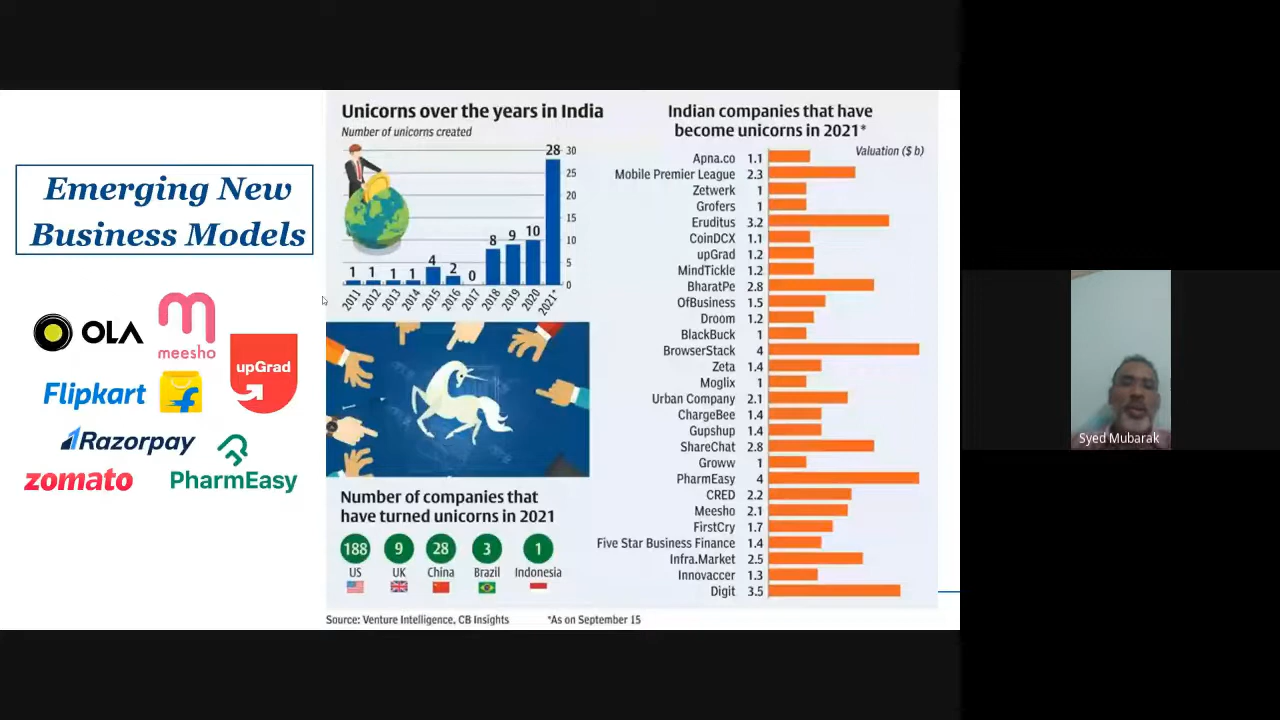 Emerging New
Business Models
OLA
meesho
upGrad
Flipkart
Razorpay
zomato
PharmEasy
Unicorns over the years in India
Number of unicorns created
28 30
25
20
15
10
5
0
1 1 1 1 4 2 0 8 9 10
2011 2012 2013 2014 2015 2016 2017 2018 2019 2020 2021*
Number of companies that
have turned unicorns in 2021
188 9 28 3 1
US UK China Brazil Indonesia
Indian companies that have
become unicorns in 2021*
Valuation ($ b)
Apna.co 1.1
Mobile Premier League 2.3
Zetwerk 1
Grofers 1
Eruditus 3.2
CoinDCX 1.1
upGrad 1.2
MindTickle 1.2
BharatPe 2.8
OfBusiness 1.5
Droom 1.2
BlackBuck 1
BrowserStack 4
Zeta 1.4
Moglix 1
Urban Company 2.1
ChargeBee 1.4
Gupshup 1.4
ShareChat 2.8
Groww 1
PharmEasy 4
CRED 2.2
Meesho 2.1
FirstCry 1.7
Five Star Business Finance 1.4
Infra.Market 2.5
Innovaccer 1.3
Digit 3.5
Source: Venture Intelligence, CB Insights *As on September 15
Syed Mubarak